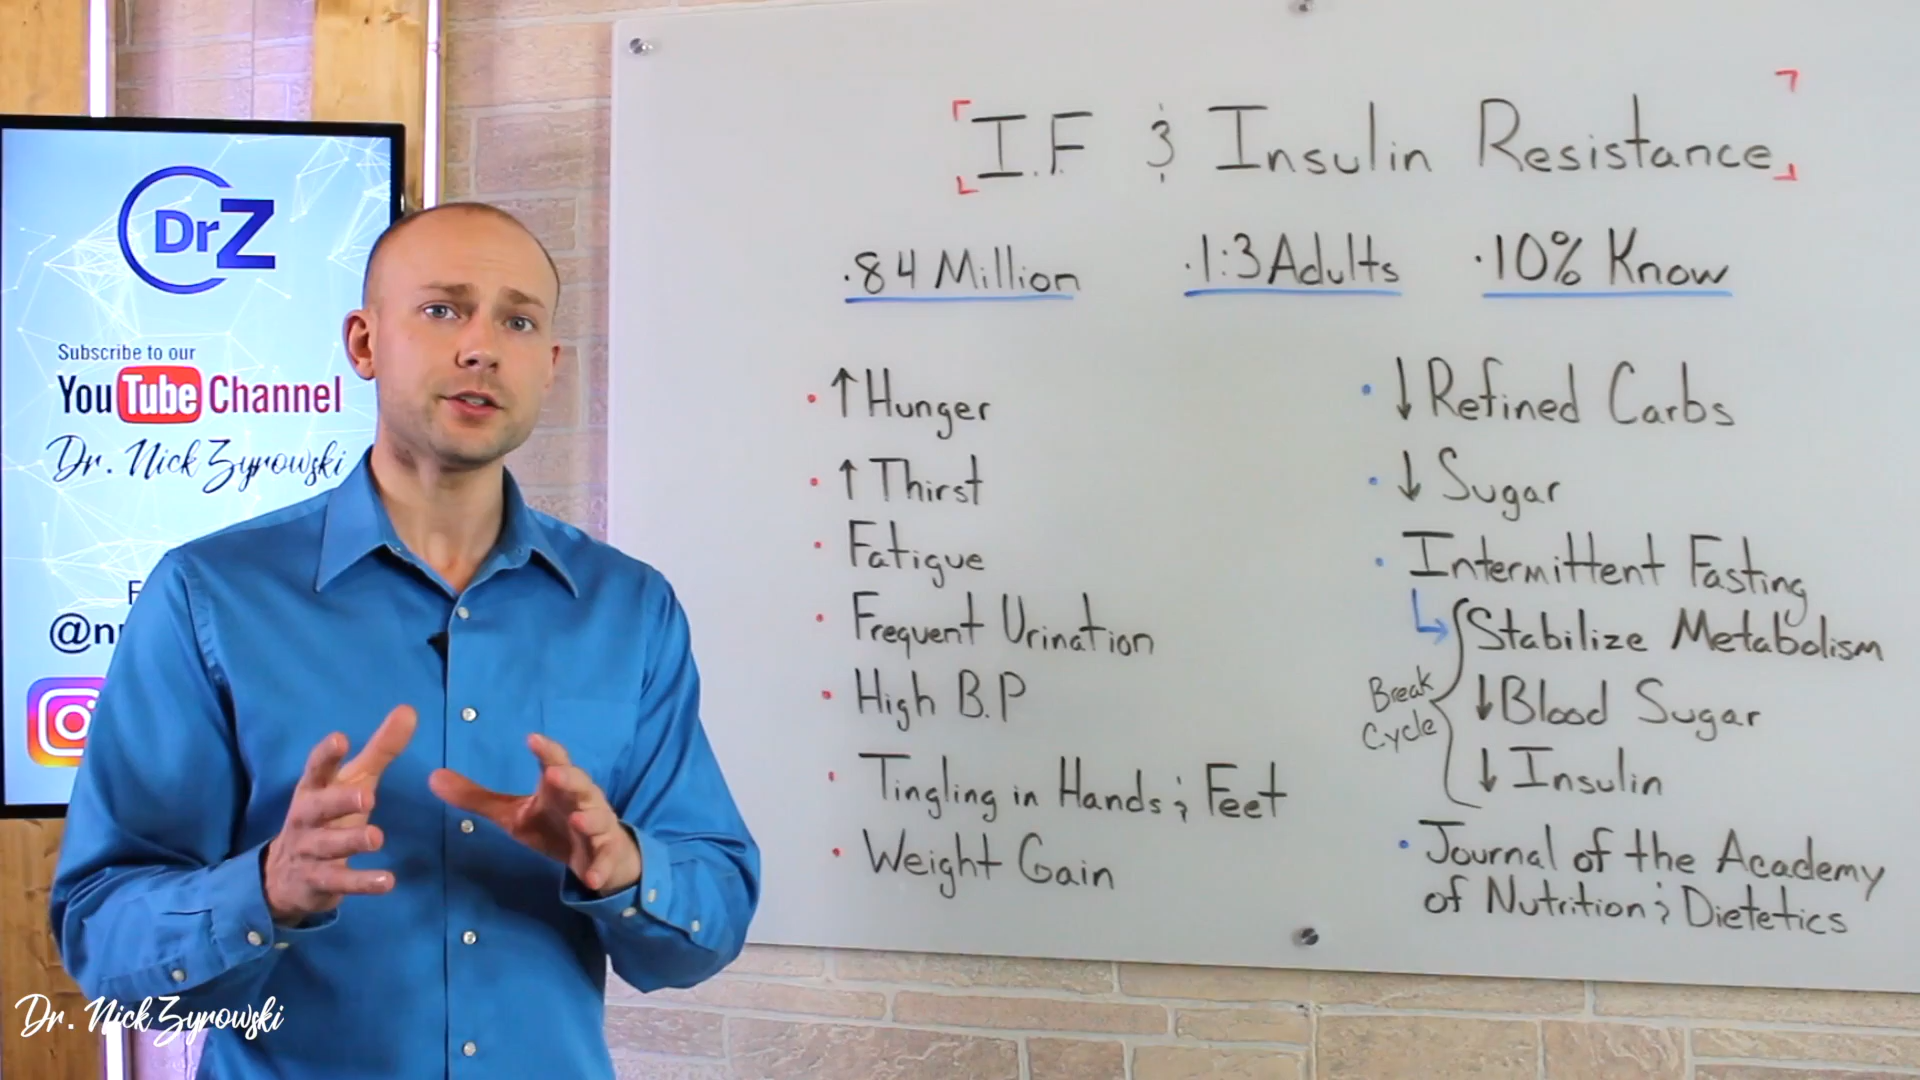 DrZ
Subscribe to our
YouTube Channel
Dr. Nick Zyrowski
Dr. Nick Zyrowski
I.F & Insulin Resistance
·84 Million
·1:3 Adults
·10% Know
• ↑Hunger
• ↑Thirst
• Fatigue
• Frequent Urination
• High B.P
• Tingling in Hands & Feet
• Weight Gain
• ↓Refined Carbs
• ↓Sugar
• Intermittent Fasting
Stabilize Metabolism
Break
Cycle
↓Blood Sugar
↓Insulin
• Journal of the Academy
of Nutrition & Dietetics